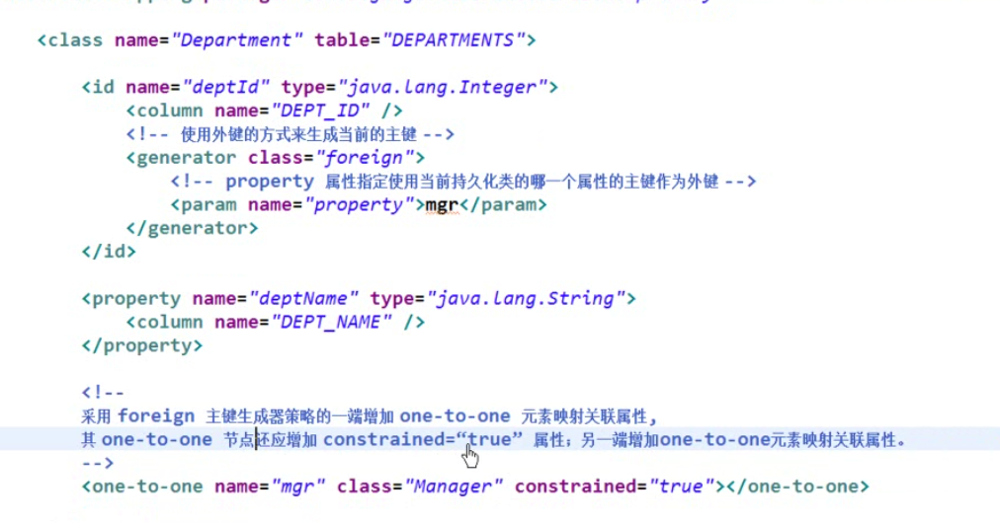 <class name="Department" table="DEPARTMENTS">
<id name="deptId" type="java.lang.Integer">
<column name="DEPT_ID" />
<!-- 使用外键的方式来生成当前的主键 -->
<generator class="foreign">
<!-- property 属性指定使用当前持久化类的哪一个属性的主键作为外键 -->
<param name="property">mgr</param>
</generator>
</id>
<property name="deptName" type="java.lang.String">
<column name="DEPT_NAME" />
</property>
<!--
采用 foreign 主键生成器策略的一端增加 one-to-one 元素映射关联属性,
其 one-to-one 节点还应增加 constrained=“true” 属性; 另一端增加one-to-one元素映射关联属性。
-->
<one-to-one name="mgr" class="Manager" constrained="true"></one-to-one>